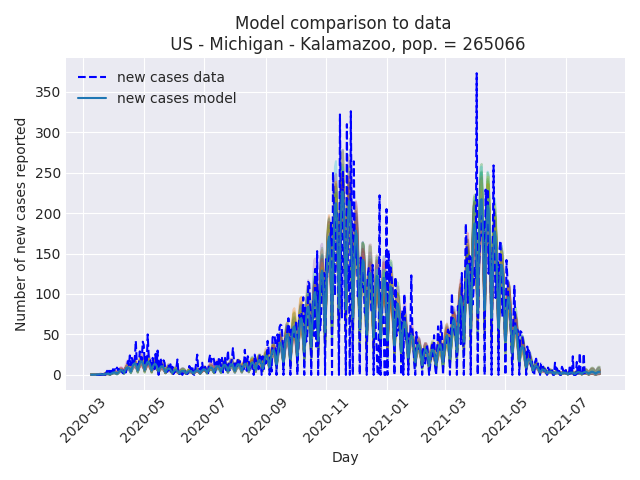 Model comparison to data
US - Michigan - Kalamazoo, pop. = 265066
new cases data
new cases model
Number of new cases reported
350
300
250
200
150
100
50
0
2020-03
2020-05
2020-07
2020-09
2020-11
2021-01
2021-03
2021-05
2021-07
Day